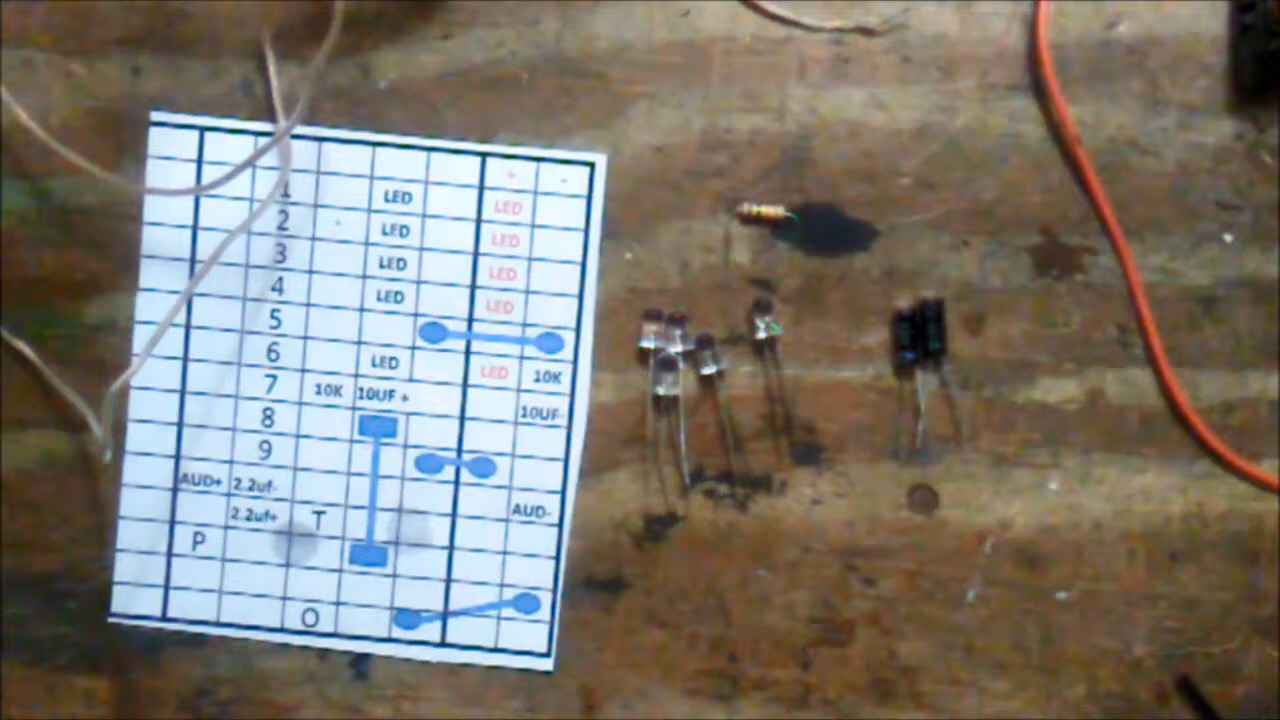 + -
1 LED LED
2 LED
3 LED LED
4 LED LED
5 LED
6 LED
7 10K 10UF + LED 10K
8 10UF-
9
AUD+ 2.2uf-
2.2uf+ T AUD-
P
O